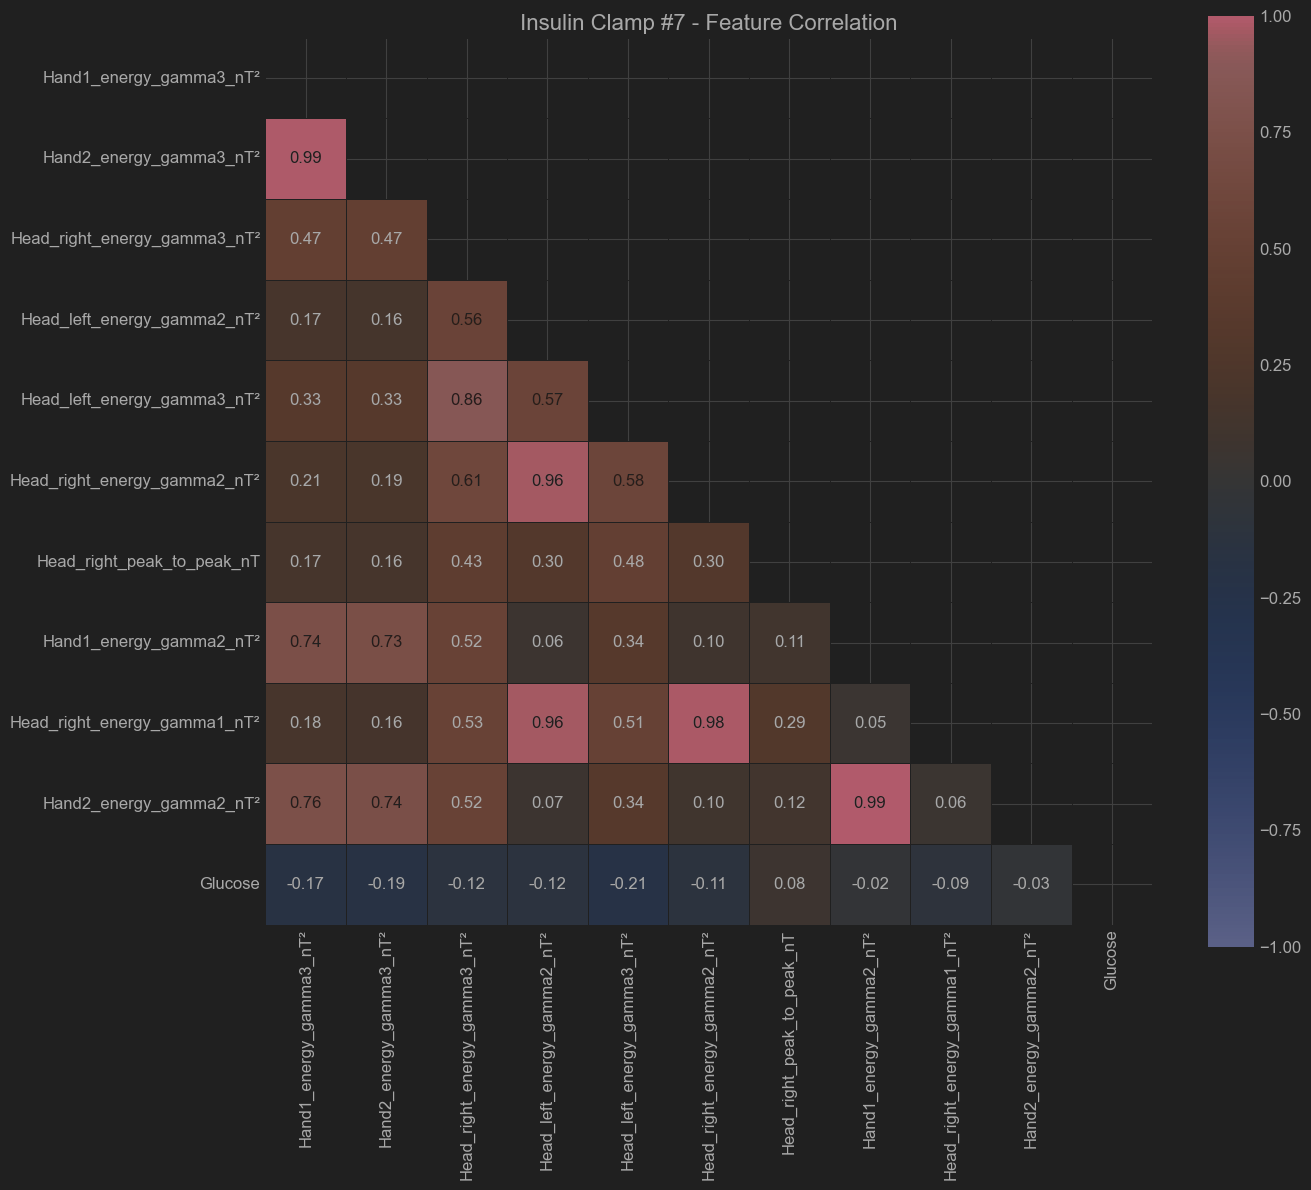 Insulin Clamp #7 - Feature Correlation
Hand1_energy_gamma3_nT²
Hand2_energy_gamma3_nT² 0.99
Head_right_energy_gamma3_nT² 0.47 0.47
Head_left_energy_gamma2_nT² 0.17 0.16 0.56
Head_left_energy_gamma3_nT² 0.33 0.33 0.86 0.57
Head_right_energy_gamma2_nT² 0.21 0.19 0.61 0.96 0.58
Head_right_peak_to_peak_nT 0.17 0.16 0.43 0.30 0.48 0.30
Hand1_energy_gamma2_nT² 0.74 0.73 0.52 0.06 0.34 0.10 0.11
Head_right_energy_gamma1_nT² 0.18 0.16 0.53 0.96 0.51 0.98 0.29 0.05
Hand2_energy_gamma2_nT² 0.76 0.74 0.52 0.07 0.34 0.10 0.12 0.99 0.06
Glucose -0.17 -0.19 -0.12 -0.12 -0.21 -0.11 0.08 -0.02 -0.09 -0.03
Hand1_energy_gamma3_nT²
Hand2_energy_gamma3_nT²
Head_right_energy_gamma3_nT²
Head_left_energy_gamma2_nT²
Head_left_energy_gamma3_nT²
Head_right_energy_gamma2_nT²
Head_right_peak_to_peak_nT
Hand1_energy_gamma2_nT²
Head_right_energy_gamma1_nT²
Hand2_energy_gamma2_nT²
Glucose
1.00
0.75
0.50
0.25
0.00
−0.25
−0.50
−0.75
−1.00